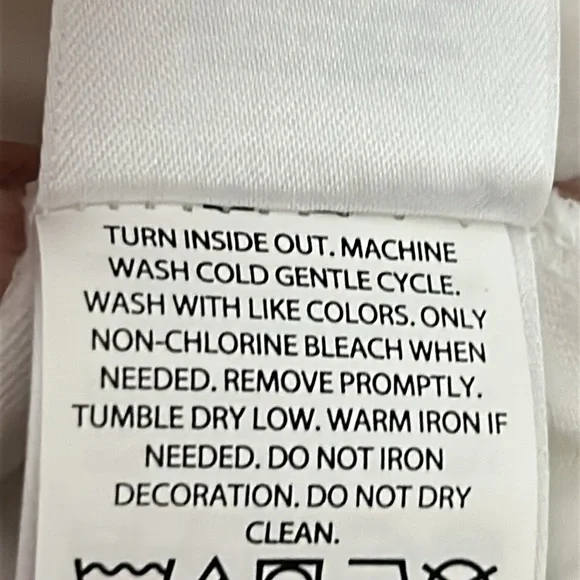 TURN INSIDE OUT. MACHINE
WASH COLD GENTLE CYCLE.
WASH WITH LIKE COLORS. ONLY
NON-CHLORINE BLEACH WHEN
NEEDED. REMOVE PROMPTLY.
TUMBLE DRY LOW. WARM IRON IF
NEEDED. DO NOT IRON
DECORATION. DO NOT DRY
CLEAN.